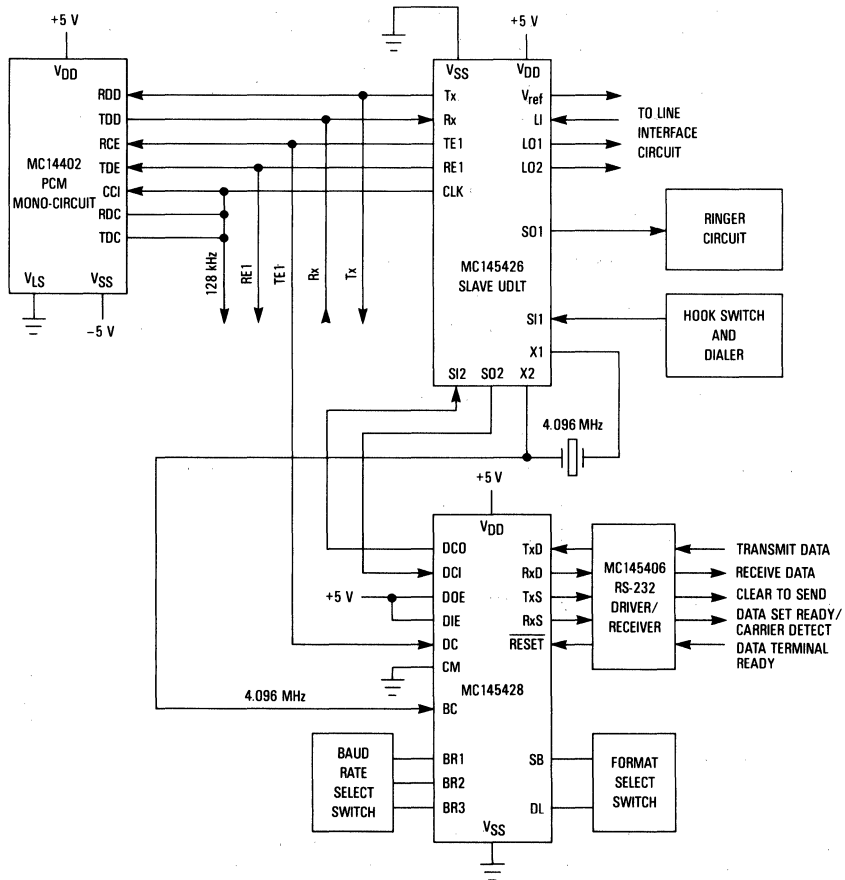 +5 V
VDD
RDD
TDD
RCE
TDE
CCI
RDC
TDC
MC14402
PCM
MONO-CIRCUIT
VLS
VSS
–5 V
128 kHz
RE1
TE1
Rx
Tx
+5 V
VSS
VDD
Tx
Rx
TE1
RE1
CLK
Vref
LI
LO1
LO2
SO1
MC145426
SLAVE UDLT
SI1
X1
SI2
SO2
X2
TO LINE
INTERFACE
CIRCUIT
RINGER
CIRCUIT
HOOK SWITCH
AND
DIALER
4.096 MHz
+5 V
VDD
DCO
DCI
DOE
DIE
DC
CM
BC
BR1
BR2
BR3
+5 V
4.096 MHz
MC145428
TxD
RxD
TxS
RxS
RESET
SB
DL
VSS
MC145406
RS-232
DRIVER/
RECEIVER
TRANSMIT DATA
RECEIVE DATA
CLEAR TO SEND
DATA SET READY/
CARRIER DETECT
DATA TERMINAL
READY
BAUD
RATE
SELECT
SWITCH
FORMAT
SELECT
SWITCH